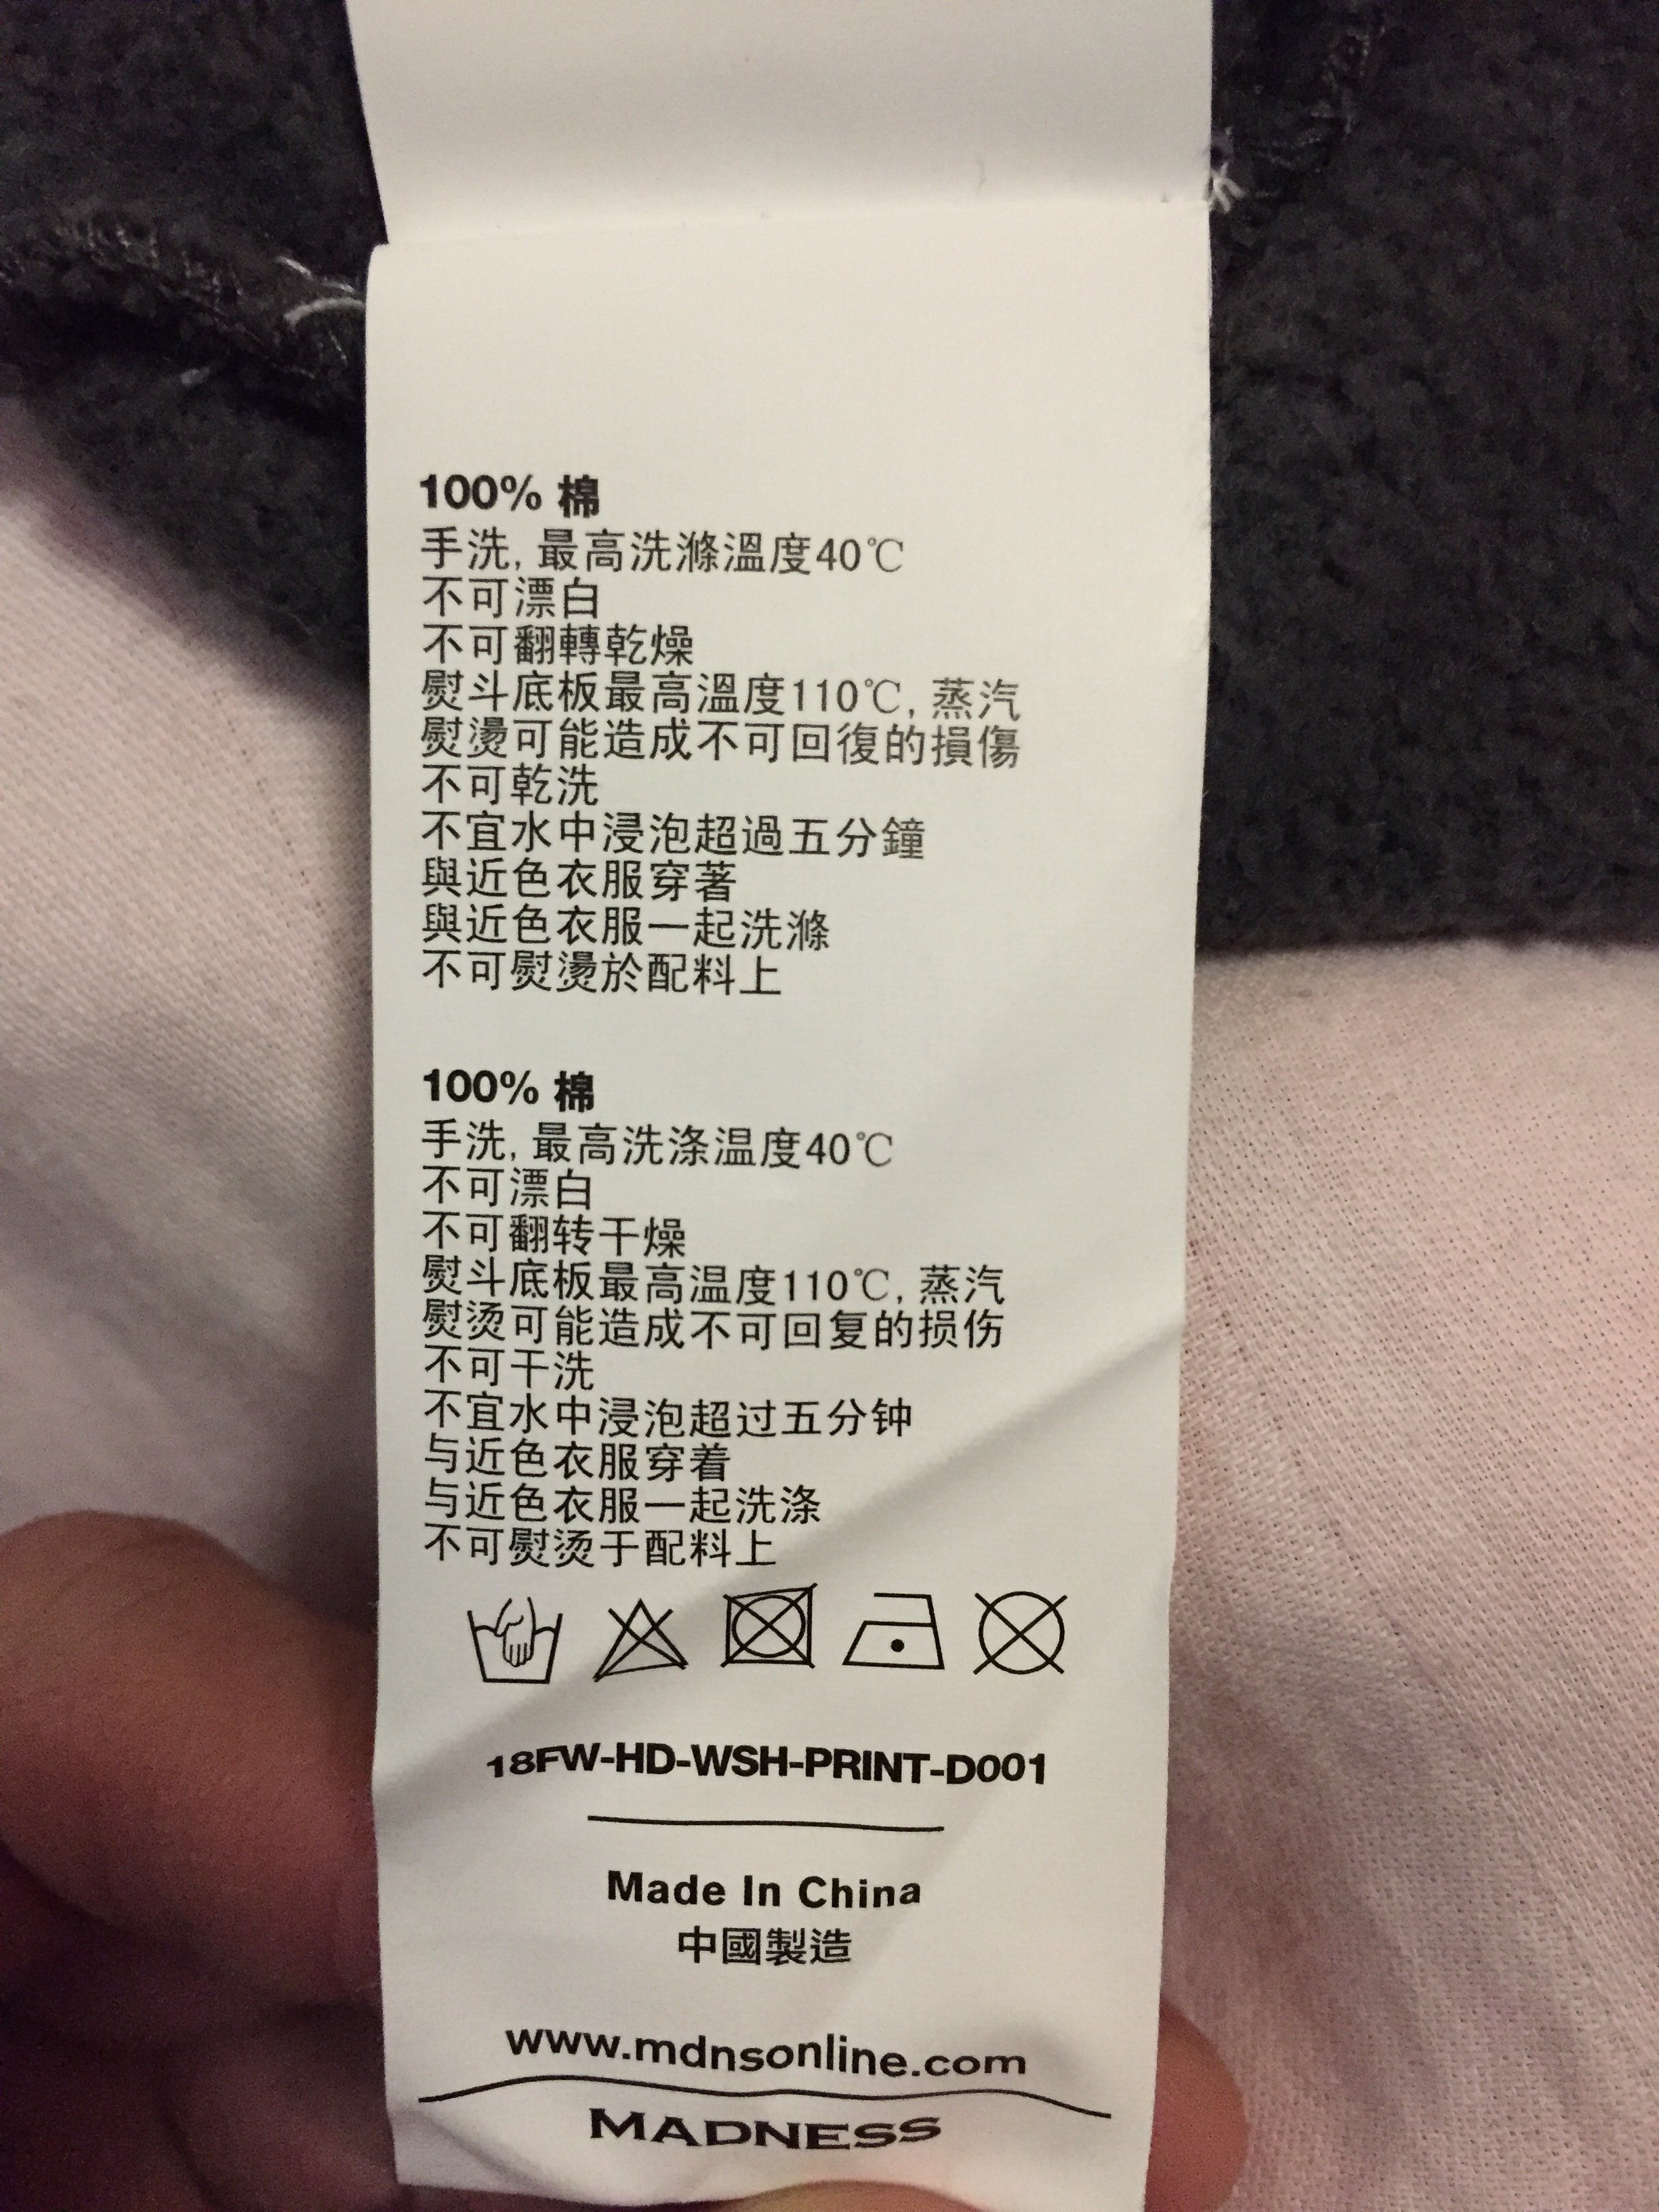 100% 棉
手洗, 最高洗滌溫度40℃
不可漂白
不可翻轉乾燥
熨斗底板最高溫度110℃, 蒸汽
熨燙可能造成不可回復的損傷
不可乾洗
不宜水中浸泡超過五分鐘
與近色衣服穿著
與近色衣服一起洗滌
不可熨燙於配料上
100% 棉
手洗, 最高洗涤温度40℃
不可漂白
不可翻转干燥
熨斗底板最高温度110℃, 蒸汽
熨烫可能造成不可回复的损伤
不可干洗
不宜水中浸泡超过五分钟
与近色衣服穿着
与近色衣服一起洗涤
不可熨烫于配料上
18FW-HD-WSH-PRINT-D001
Made In China
中國製造
www.mdnsonline.com
MADNESS